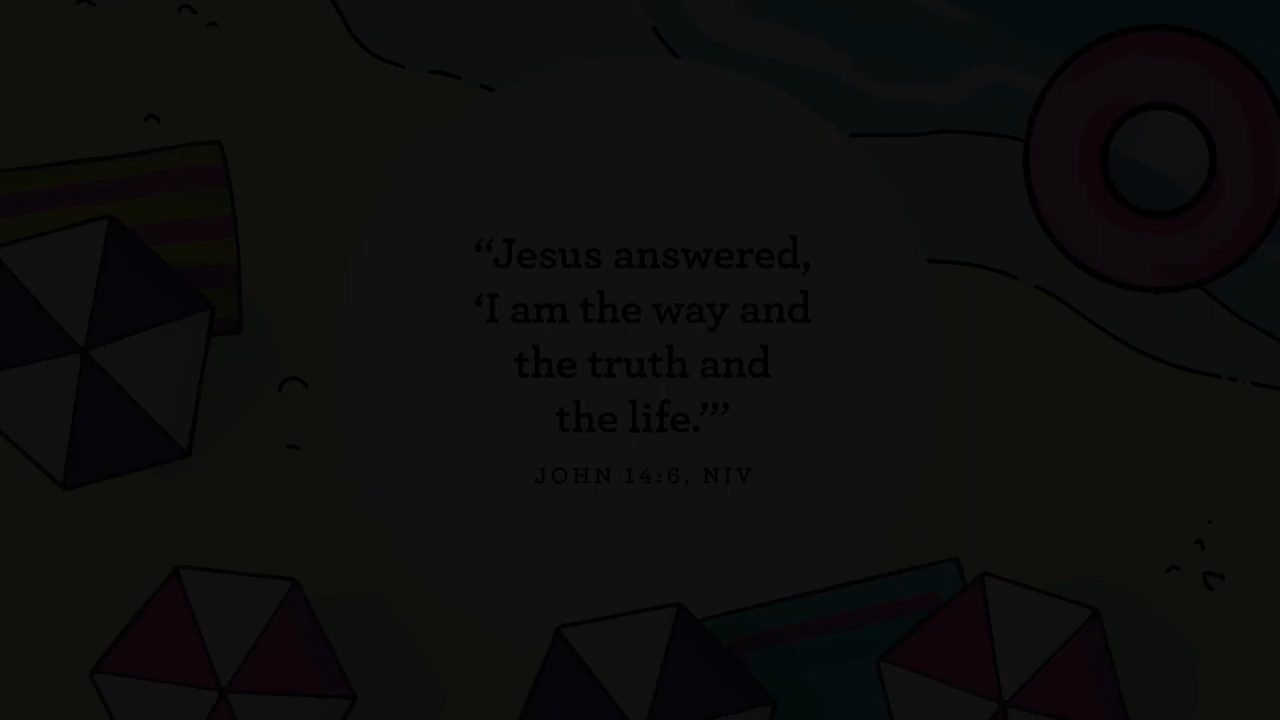 “Jesus answered,
‘I am the way and
the truth and
the life.’”
JOHN 14:6, NIV